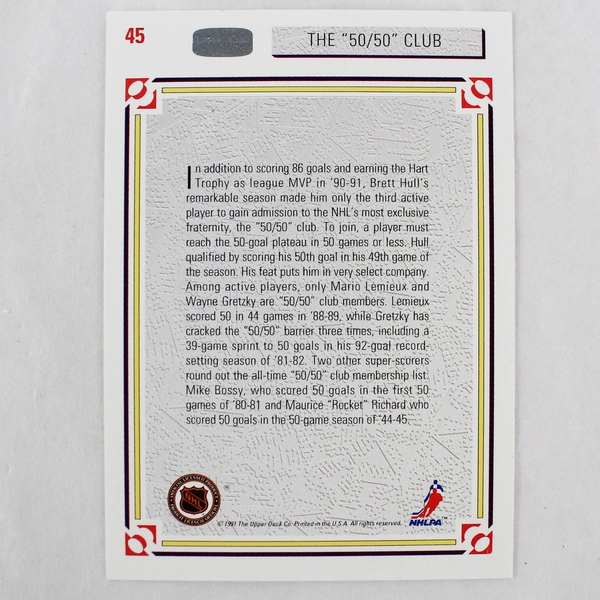 45
THE "50/50" CLUB
In addition to scoring 86 goals and earning the Hart
Trophy as league MVP in '90-91, Brett Hull's
remarkable season made him only the third active
player to gain admission to the NHL's most exclusive
fraternity, the "50/50" club. To join, a player must
reach the 50-goal plateau in 50 games or less. Hull
qualified by scoring his 50th goal in his 49th game of
the season. His feat puts him in very select company.
Among active players, only Mario Lemieux and
Wayne Gretzky are "50/50" club members. Lemieux
scored 50 in 44 games in '88-89, while Gretzky has
cracked the "50/50" barrier three times, including a
39-game sprint to 50 goals in his 92-goal record-
setting season of '81-82. Two other super-scorers
round out the all-time "50/50" club membership list:
Mike Bossy, who scored 50 goals in the first 50
games of '80-81 and Maurice "Rocket" Richard who
scored 50 goals in the 50-game season of '44-45.
NHL
®
NHLPA™
© 1991 The Upper Deck Co. Printed in the U.S.A. All rights reserved.